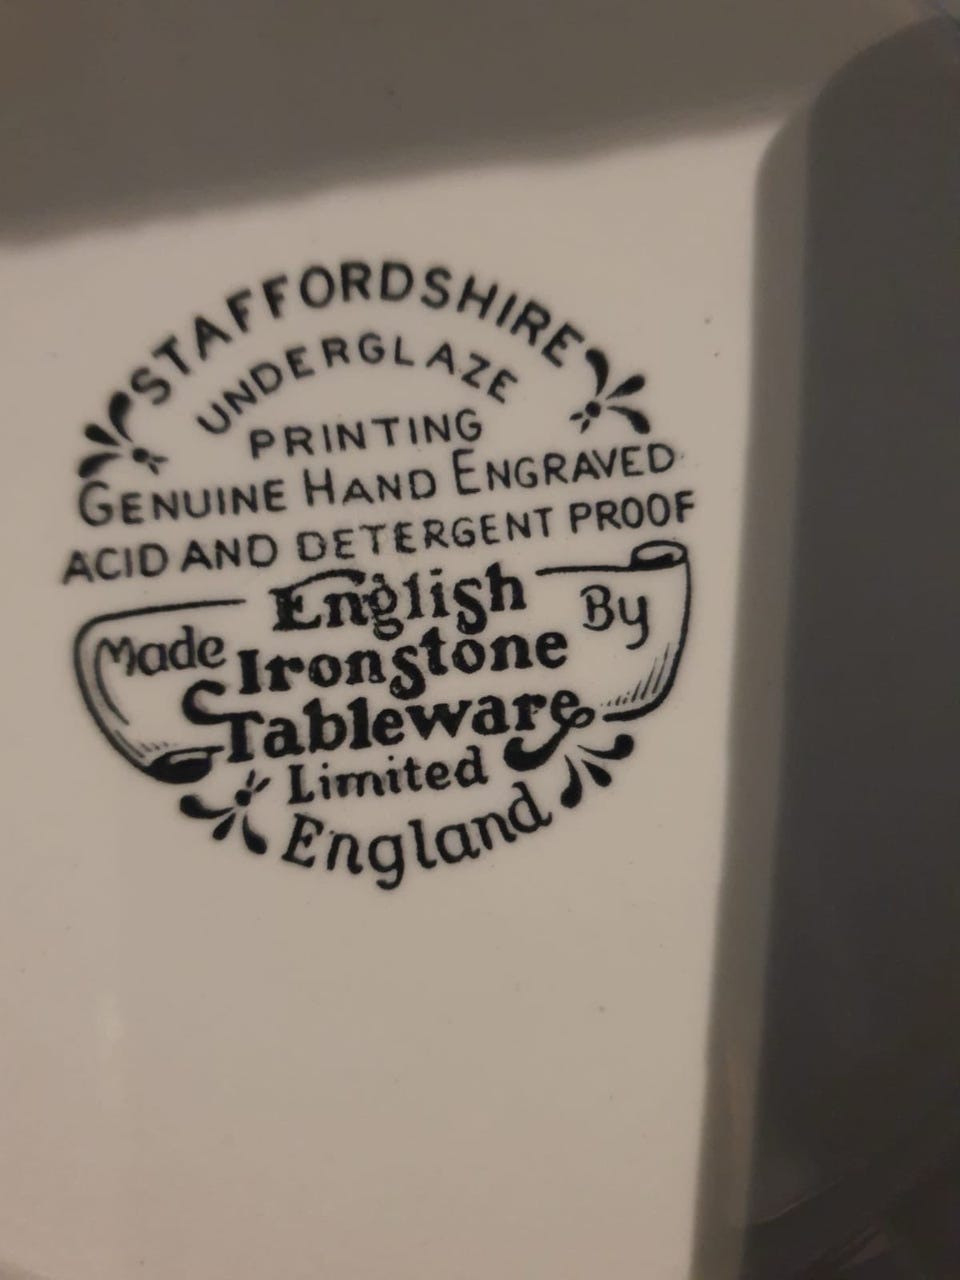 STAFFORDSHIRE
UNDERGLAZE
PRINTING
GENUINE HAND ENGRAVED
ACID AND DETERGENT PROOF
Made English By
Ironstone
Tableware
Limited
England